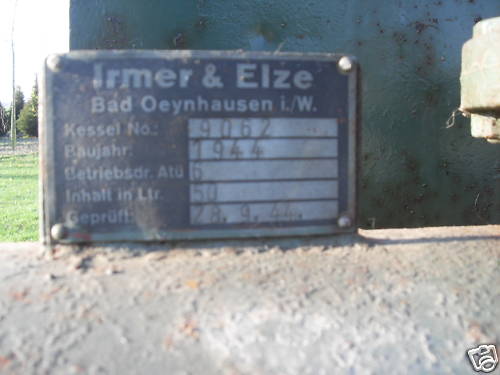 Irmer & Elze
Bad Oeynhausen i./W.
Kessel No.: 9062
Baujahr: 1944
Betriebsdr. Atü 6
Inhalt in Ltr. 50
Geprüft: 28. 9. 44.